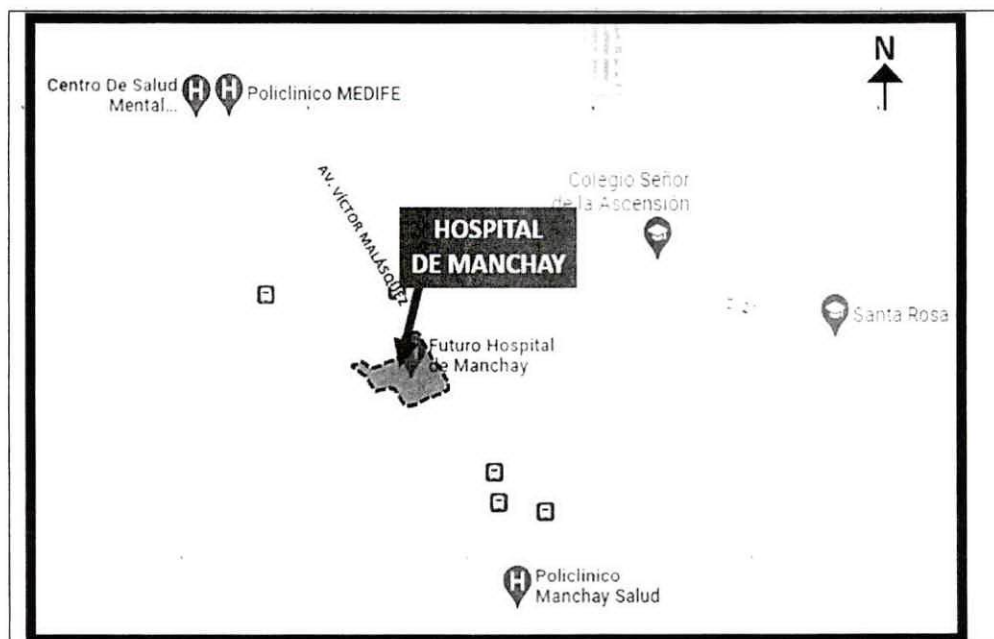 N
Centro De Salud
Mental...
Policlinico MEDIFE
AV. VÍCTOR MALÁSQUEZ
Colegio Señor
de la Ascensión
HOSPITAL
DE MANCHAY
Santa Rosa
Futuro Hospital
de Manchay
Policlinico
Manchay Salud